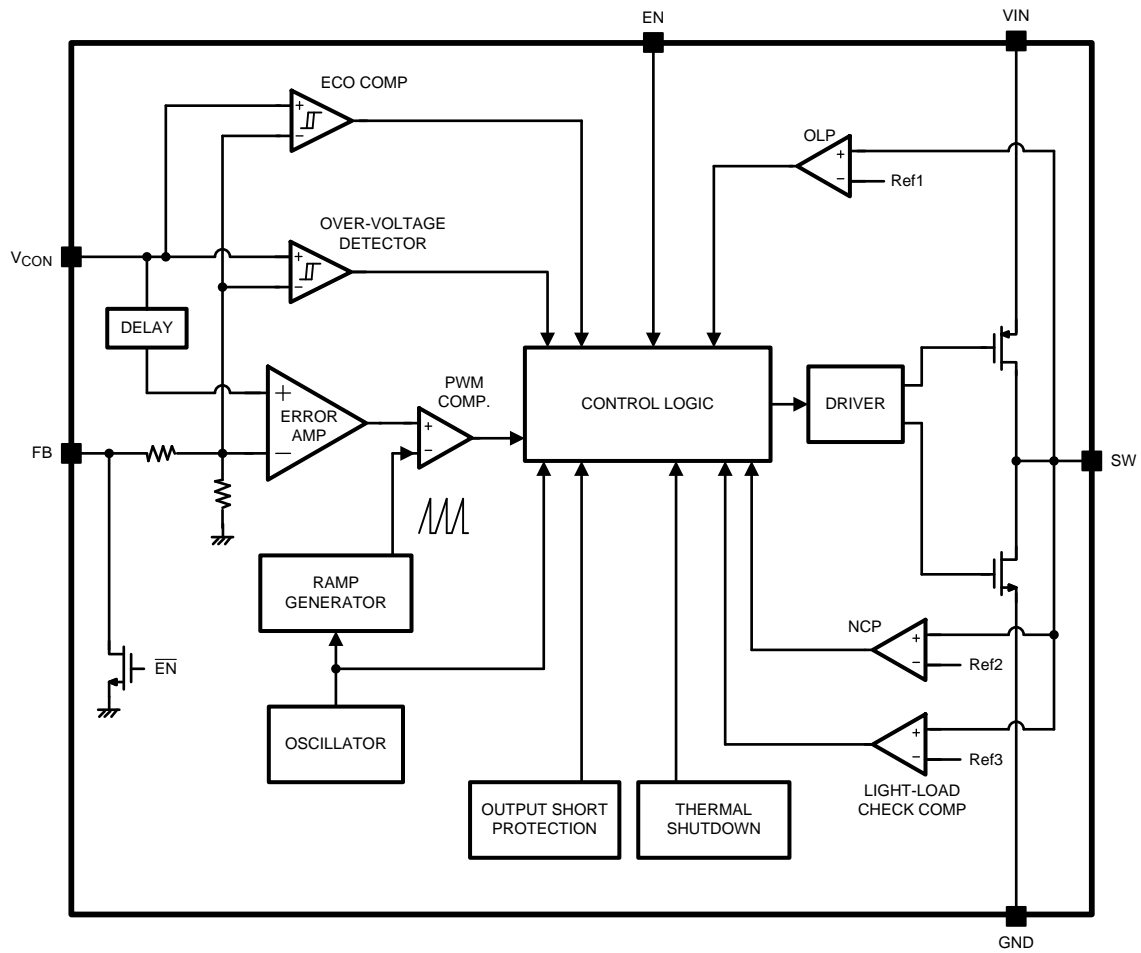 EN
VIN
ECO COMP
+
−
OLP
+
−
Ref1
OVER-VOLTAGE
DETECTOR
VCON
+
−
DELAY
PWM
COMP.
+
ERROR
AMP
−
+
−
CONTROL LOGIC
DRIVER
FB
SW
RAMP
GENERATOR
EN
NCP
+
−
Ref2
OSCILLATOR
+
−
Ref3
LIGHT-LOAD
CHECK COMP
OUTPUT SHORT
PROTECTION
THERMAL
SHUTDOWN
GND